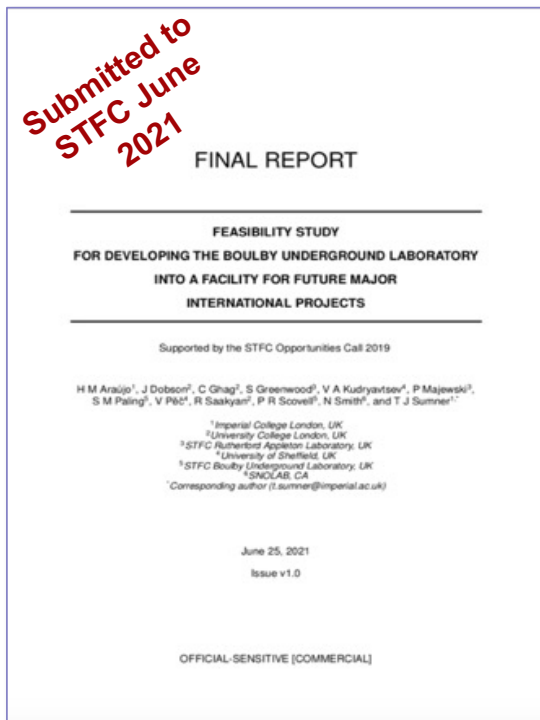 Submitted to
STFC June
2021
FINAL REPORT
FEASIBILITY STUDY
FOR DEVELOPING THE BOULBY UNDERGROUND LABORATORY
INTO A FACILITY FOR FUTURE MAJOR
INTERNATIONAL PROJECTS
Supported by the STFC Opportunities Call 2019
H M Araújo¹, J Dobson², C Ghag², S Greenwood³, V A Kudryavtsev⁴, P Majewski³,
S M Paling⁵, V Pěč⁴, R Saakyan², P R Scovell⁵, N Smith⁶, and T J Sumner¹·*
¹Imperial College London, UK
²University College London, UK
³STFC Rutherford Appleton Laboratory, UK
⁴University of Sheffield, UK
⁵STFC Boulby Underground Laboratory, UK
⁶SNOLAB, CA
*Corresponding author (t.sumner@imperial.ac.uk)
June 25, 2021
Issue v1.0
OFFICIAL-SENSITIVE [COMMERCIAL]